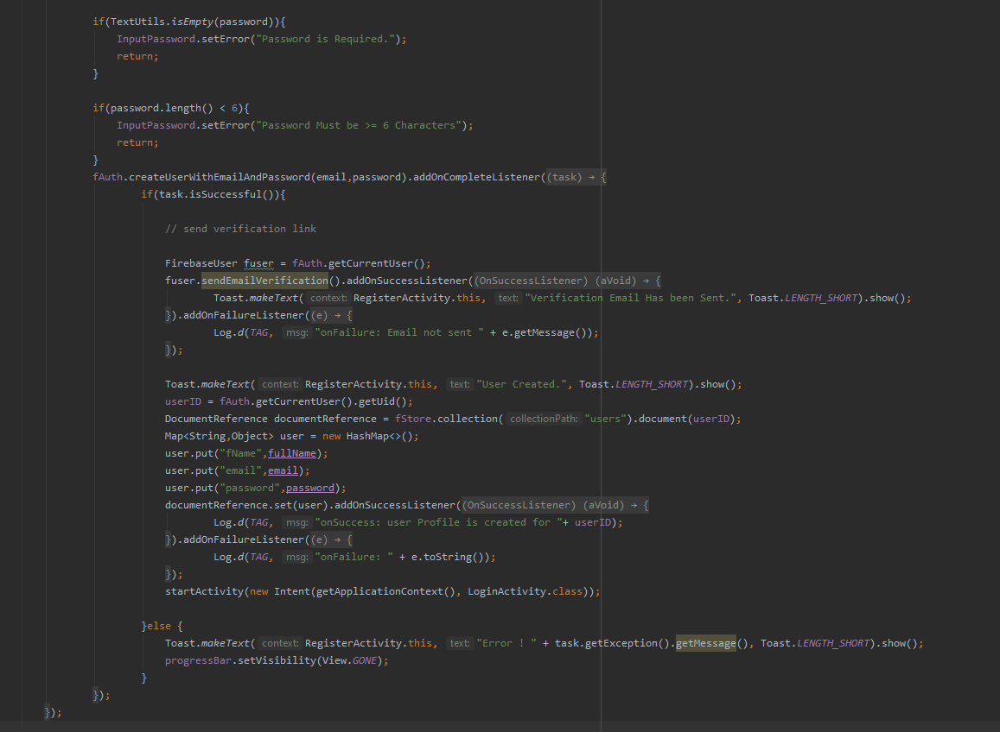 if(TextUtils.isEmpty(password)){
InputPassword.setError("Password is Required.");
return;
}
if(password.length() < 6){
InputPassword.setError("Password Must be >= 6 Characters");
return;
}
fAuth.createUserWithEmailAndPassword(email,password).addOnCompleteListener((task) → {
if(task.isSuccessful()){
// send verification link
FirebaseUser fuser = fAuth.getCurrentUser();
fuser.sendEmailVerification().addOnSuccessListener((OnSuccessListener) (aVoid) → {
Toast.makeText( context: RegisterActivity.this, text: "Verification Email Has been Sent.", Toast.LENGTH_SHORT).show();
}).addOnFailureListener((e) → {
Log.d(TAG, msg: "onFailure: Email not sent " + e.getMessage());
});
Toast.makeText( context: RegisterActivity.this, text: "User Created.", Toast.LENGTH_SHORT).show();
userID = fAuth.getCurrentUser().getUid();
DocumentReference documentReference = fStore.collection( collectionPath: "users").document(userID);
Map<String,Object> user = new HashMap<>();
user.put("fName",fullName);
user.put("email",email);
user.put("password",password);
documentReference.set(user).addOnSuccessListener((OnSuccessListener) (aVoid) → {
Log.d(TAG, msg: "onSuccess: user Profile is created for "+ userID);
}).addOnFailureListener((e) → {
Log.d(TAG, msg: "onFailure: " + e.toString());
});
startActivity(new Intent(getApplicationContext(), LoginActivity.class));
}else {
Toast.makeText( context: RegisterActivity.this, text: "Error ! " + task.getException().getMessage(), Toast.LENGTH_SHORT).show();
progressBar.setVisibility(View.GONE);
}
});
});